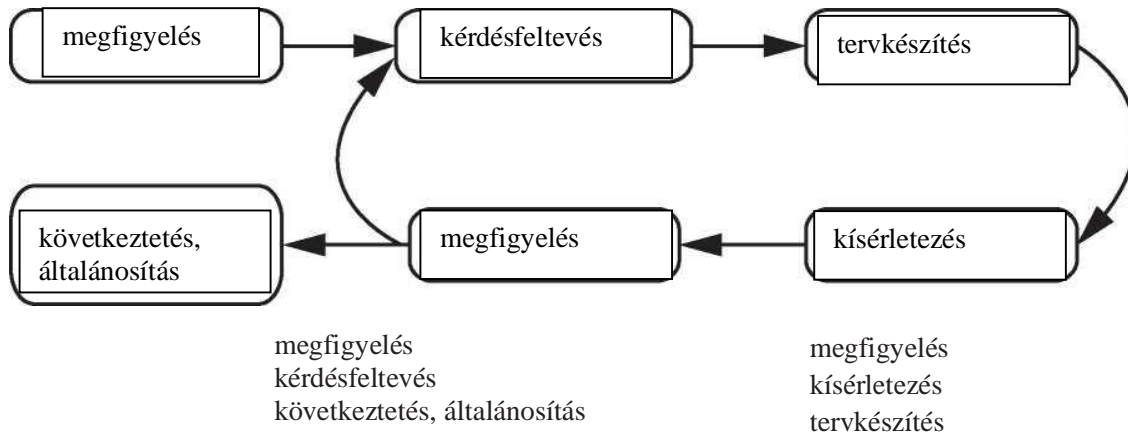 megfigyelés
kérdésfeltevés
tervkészítés
következtetés,
általánosítás
megfigyelés
kísérletezés
megfigyelés
kérdésfeltevés
következtetés, általánosítás
megfigyelés
kísérletezés
tervkészítés